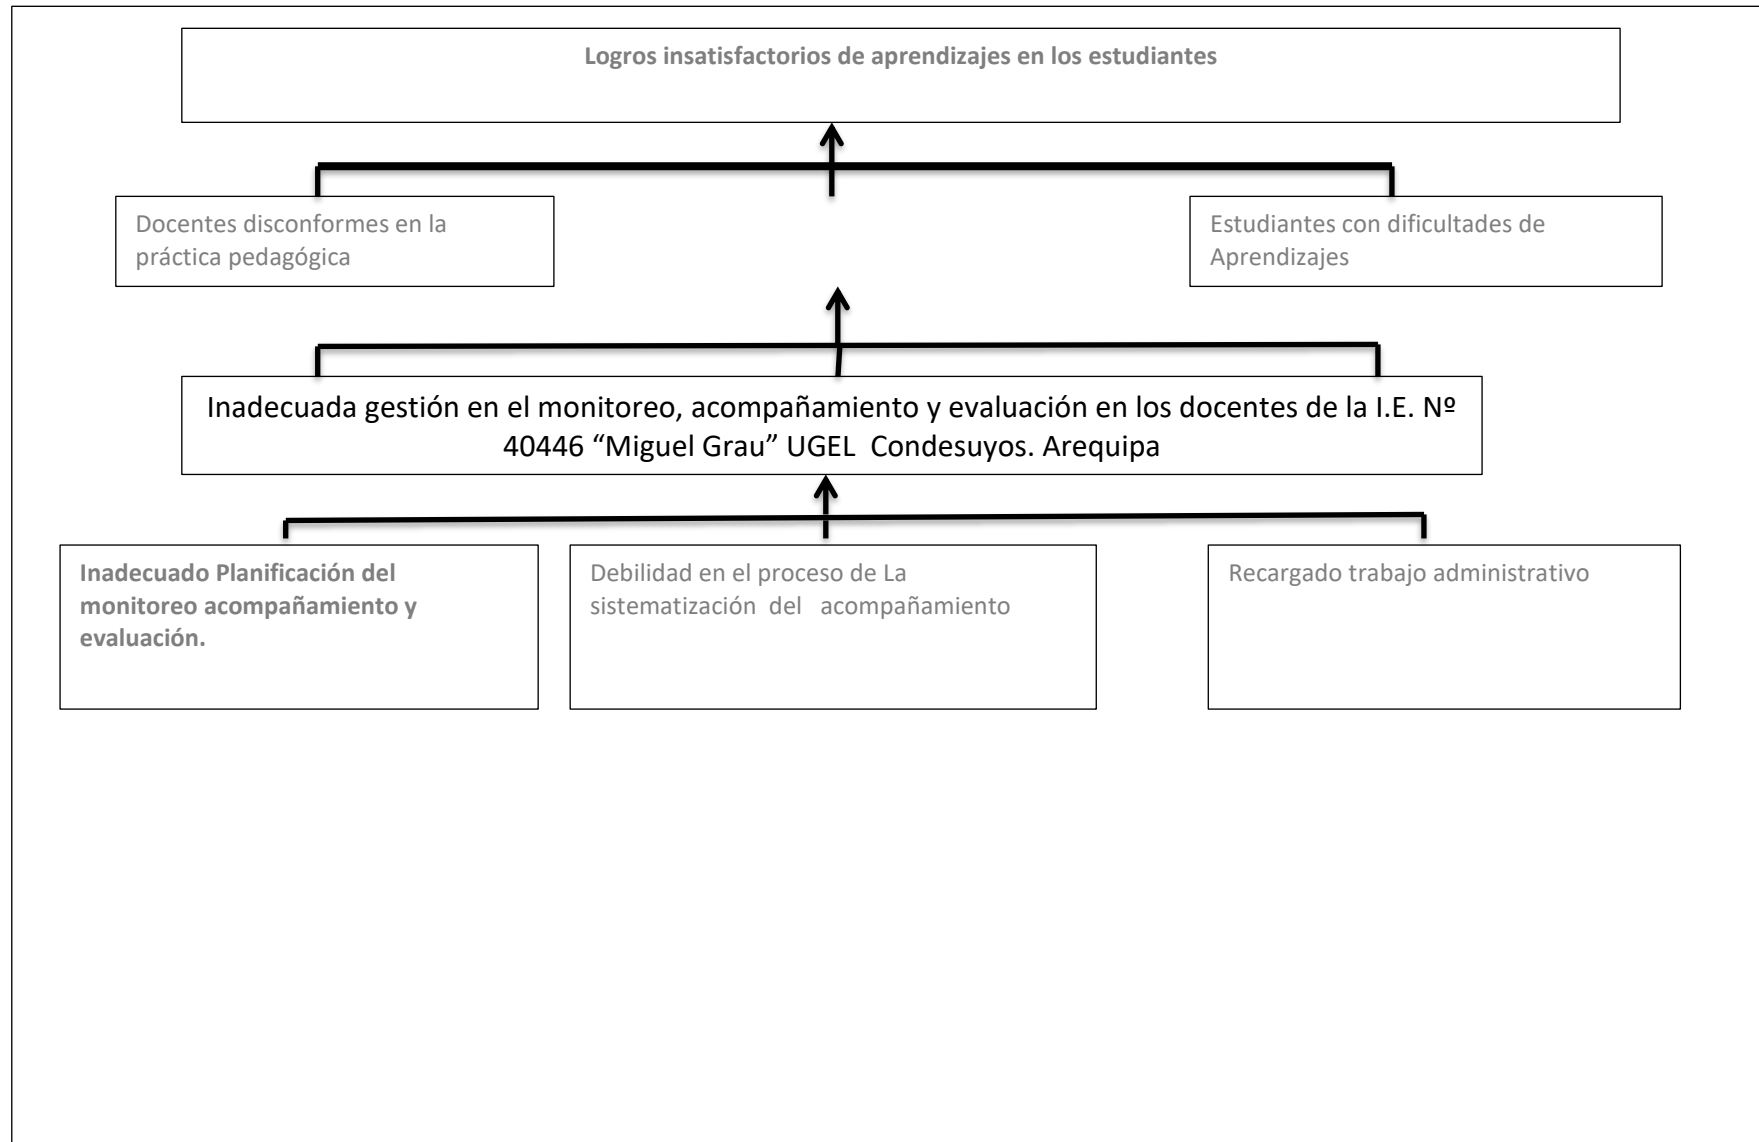 Logros insatisfactorios de aprendizajes en los estudiantes
Docentes disconformes en la
práctica pedagógica
Estudiantes con dificultades de
Aprendizajes
Inadecuada gestión en el monitoreo, acompañamiento y evaluación en los docentes de la I.E. Nº
40446 “Miguel Grau” UGEL  Condesuyos. Arequipa
Inadecuado Planificación del
monitoreo acompañamiento y
evaluación.
Debilidad en el proceso de La
sistematización  del   acompañamiento
Recargado trabajo administrativo